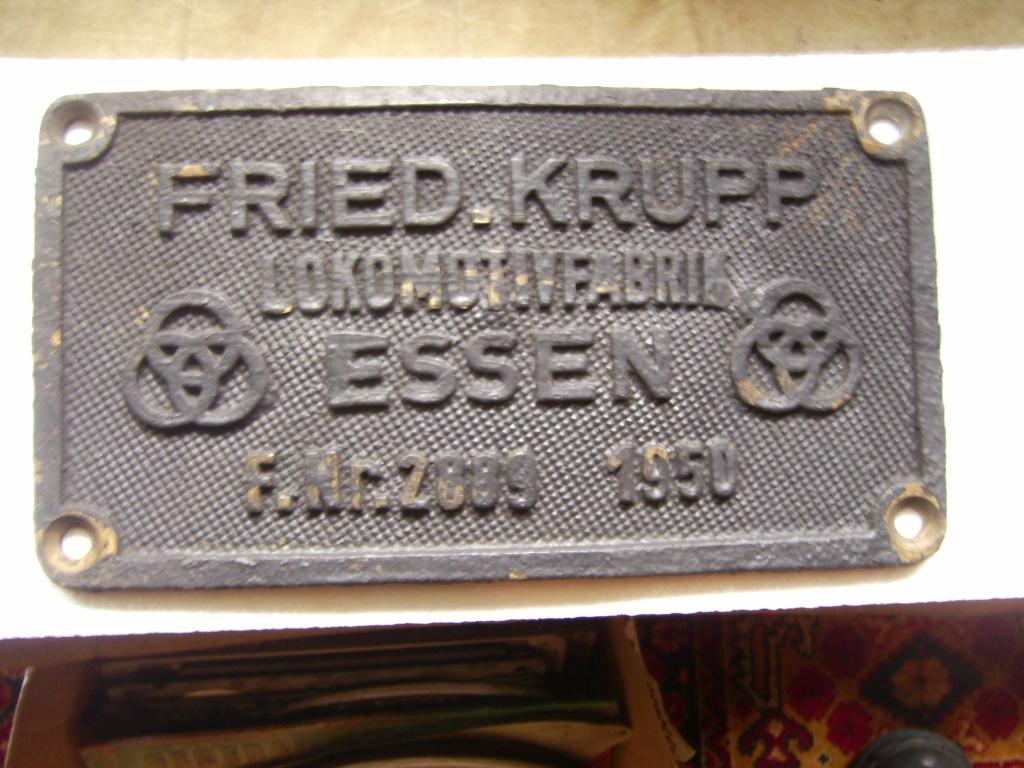 FRIED. KRUPP
LOKOMOTIVFABRIK
ESSEN
F.Nr. 2889 1950